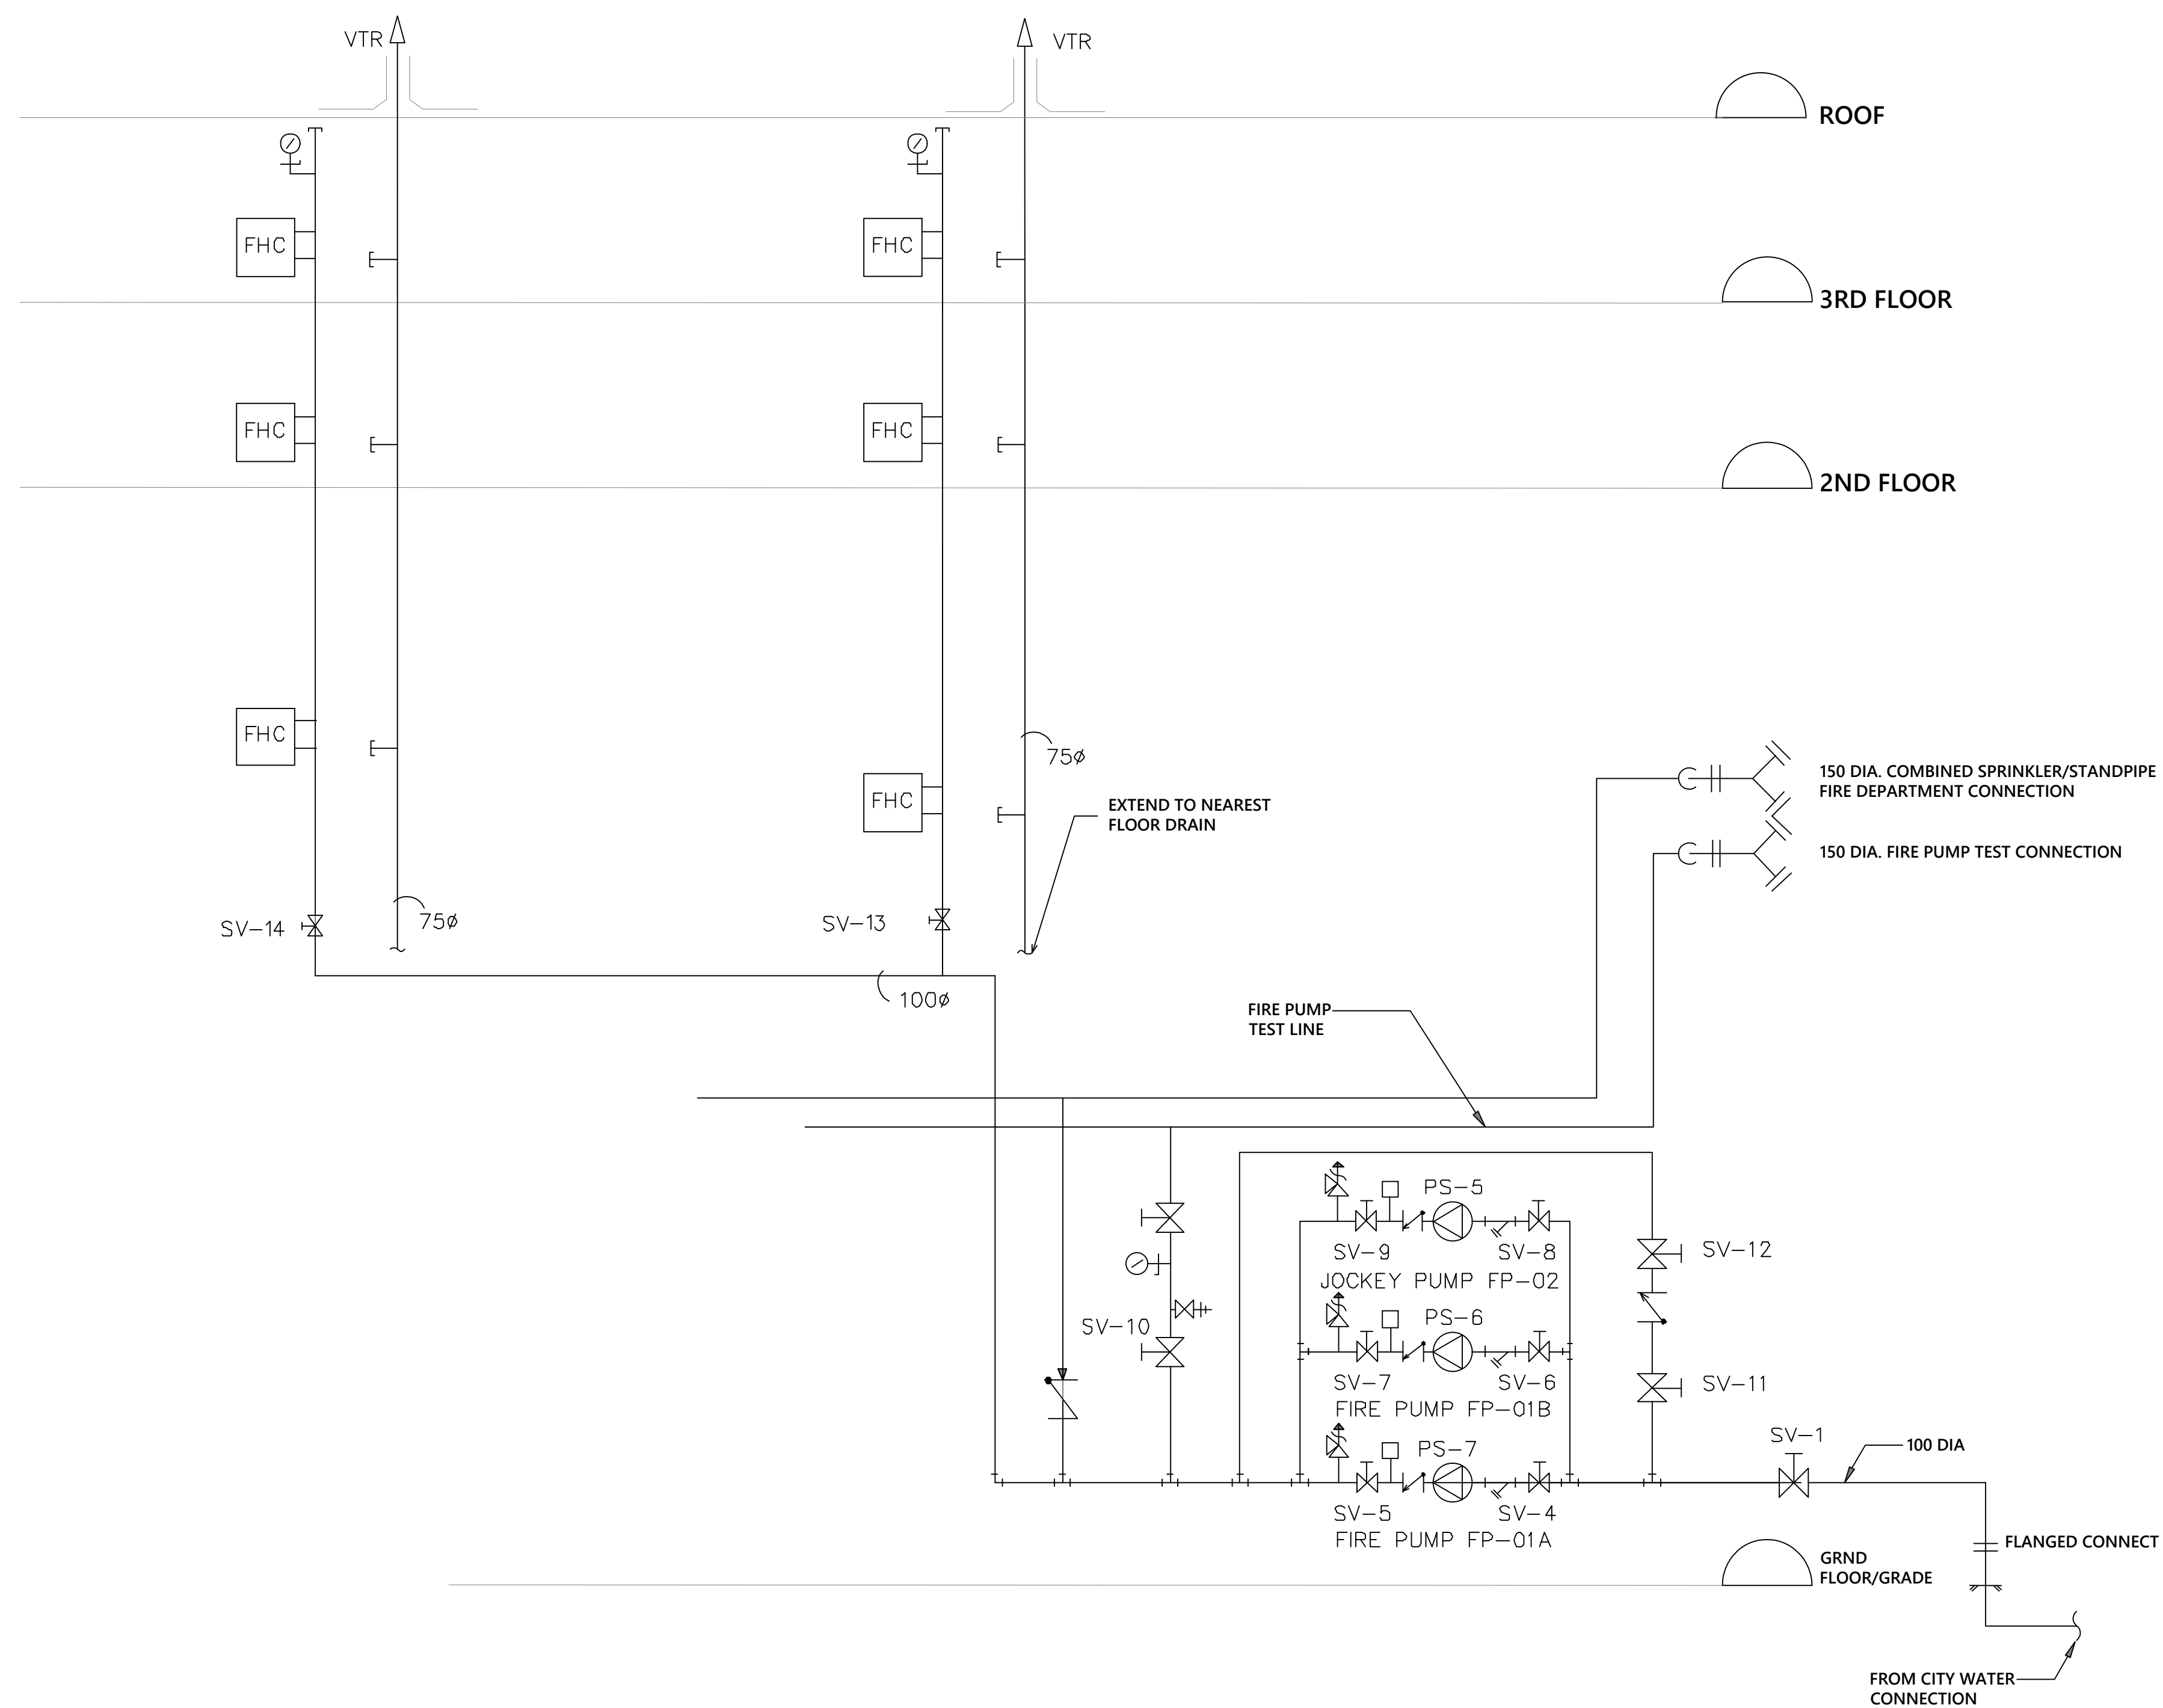 VTR
VTR
ROOF
FHC
FHC
3RD FLOOR
FHC
FHC
2ND FLOOR
FHC
75ø
FHC
150 DIA. COMBINED SPRINKLER/STANDPIPE
FIRE DEPARTMENT CONNECTION
EXTEND TO NEAREST
FLOOR DRAIN
150 DIA. FIRE PUMP TEST CONNECTION
SV-14
75ø
SV-13
100ø
FIRE PUMP
TEST LINE
PS-5
SV-9
SV-8
SV-12
JOCKEY PUMP FP-02
SV-10
PS-6
SV-7
SV-6
SV-11
FIRE PUMP FP-01B
PS-7
SV-1
100 DIA
SV-5
SV-4
FIRE PUMP FP-01A
FLANGED CONNECT
GRND
FLOOR/GRADE
FROM CITY WATER
CONNECTION